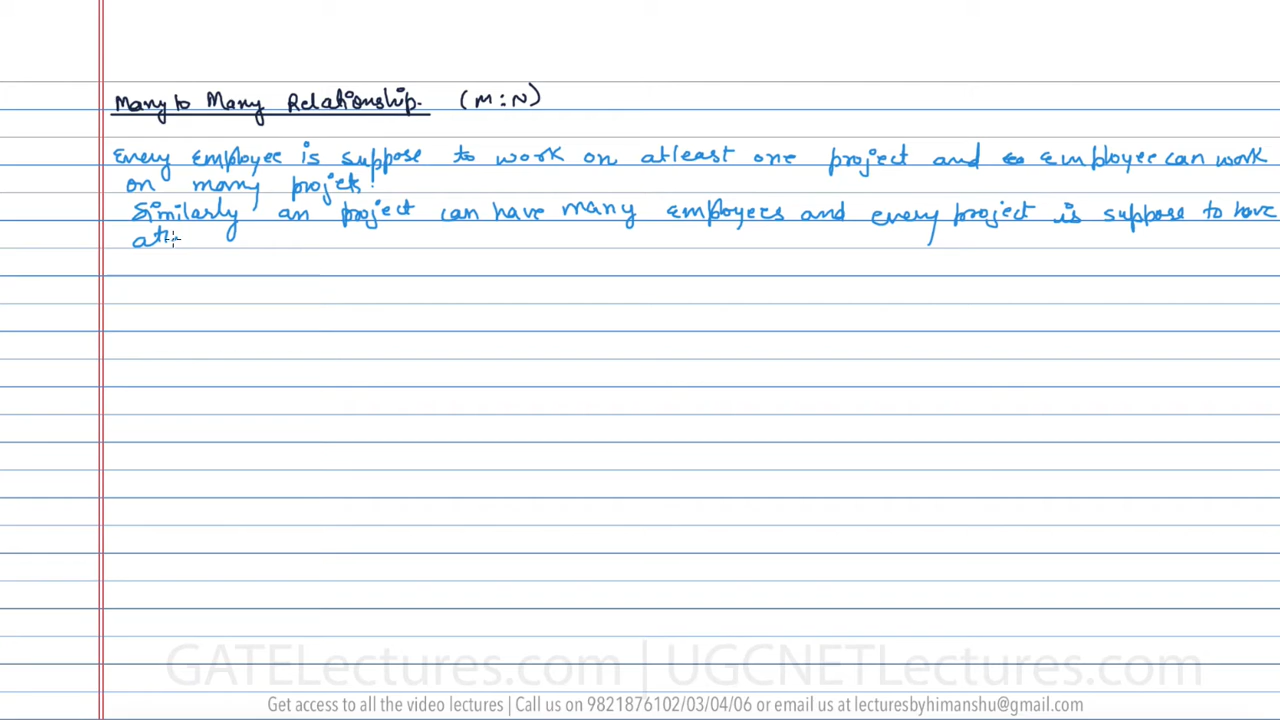 Many to Many Relationship. (M:N)
Every employee is suppose to work on atleast one project and employee can work
on many projets.
Similarly an project can have many employees and every project is suppose to have
atl
GATELectures.com | UGCNETLectures.com
Get access to all the video lectures | Call us on 9821876102/03/04/06 or email us at lecturesbyhimanshu@gmail.com